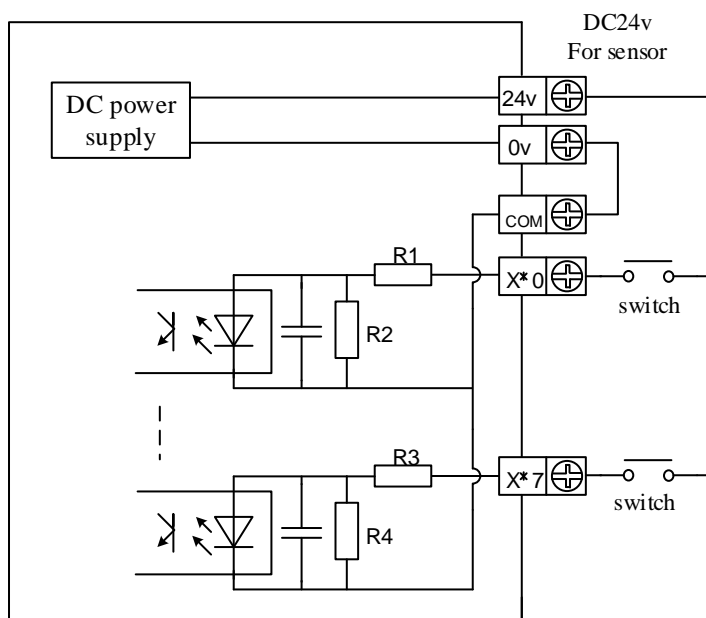 DC24v
For sensor
DC power
supply
24v
0v
COM
R1
X*0
switch
R2
R3
X*7
switch
R4